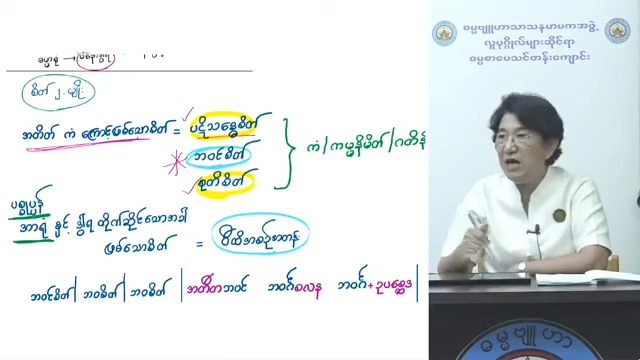 ဓမ္မဗျူဟာသာသနာမာမကအဖွဲ့
လူပုဂ္ဂိုလ်များဆိုင်ရာ
ဓမ္မစာပေသင်တန်းကျောင်း
စိတ် ၂ မျိုး
အတိတ် ကံ ကြောင့်ဖြစ်သောစိတ် = ပဋိသန္ဓေစိတ်
ဘဝင်စိတ်
စုတိစိတ်
ကံ/ကမ္မနိမိတ်/ဂတိနိ
ပစ္စုပ္ပန်
အာရုံ နှင့် ဒွါရ တိုက်ဆိုင်သောအခါ
ဖြစ်သောစိတ် = ဝီထိအစဉ်အတန်း
ဘဝင်စိတ် | ဘဝစိတ် | ဘဝစိတ် | အတီတဘဝင် ဘဝင်္ဂစလန ဘဝင်္ဂ + ဥပစ္ဆေဒ |
ဓမ္မဗျူဟာ